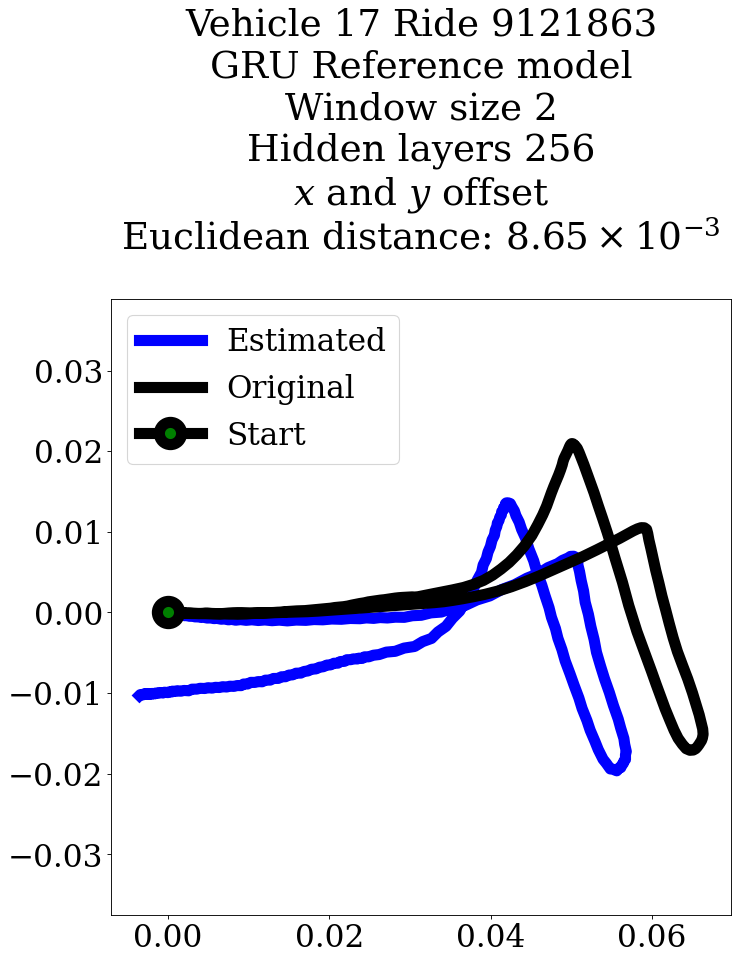 Vehicle 17 Ride 9121863
GRU Reference model
Window size 2
Hidden layers 256
x and y offset
Euclidean distance: 8.65 × 10⁻³
Estimated
Original
Start
0.03
0.02
0.01
0.00
−0.01
−0.02
−0.03
0.00 0.02 0.04 0.06